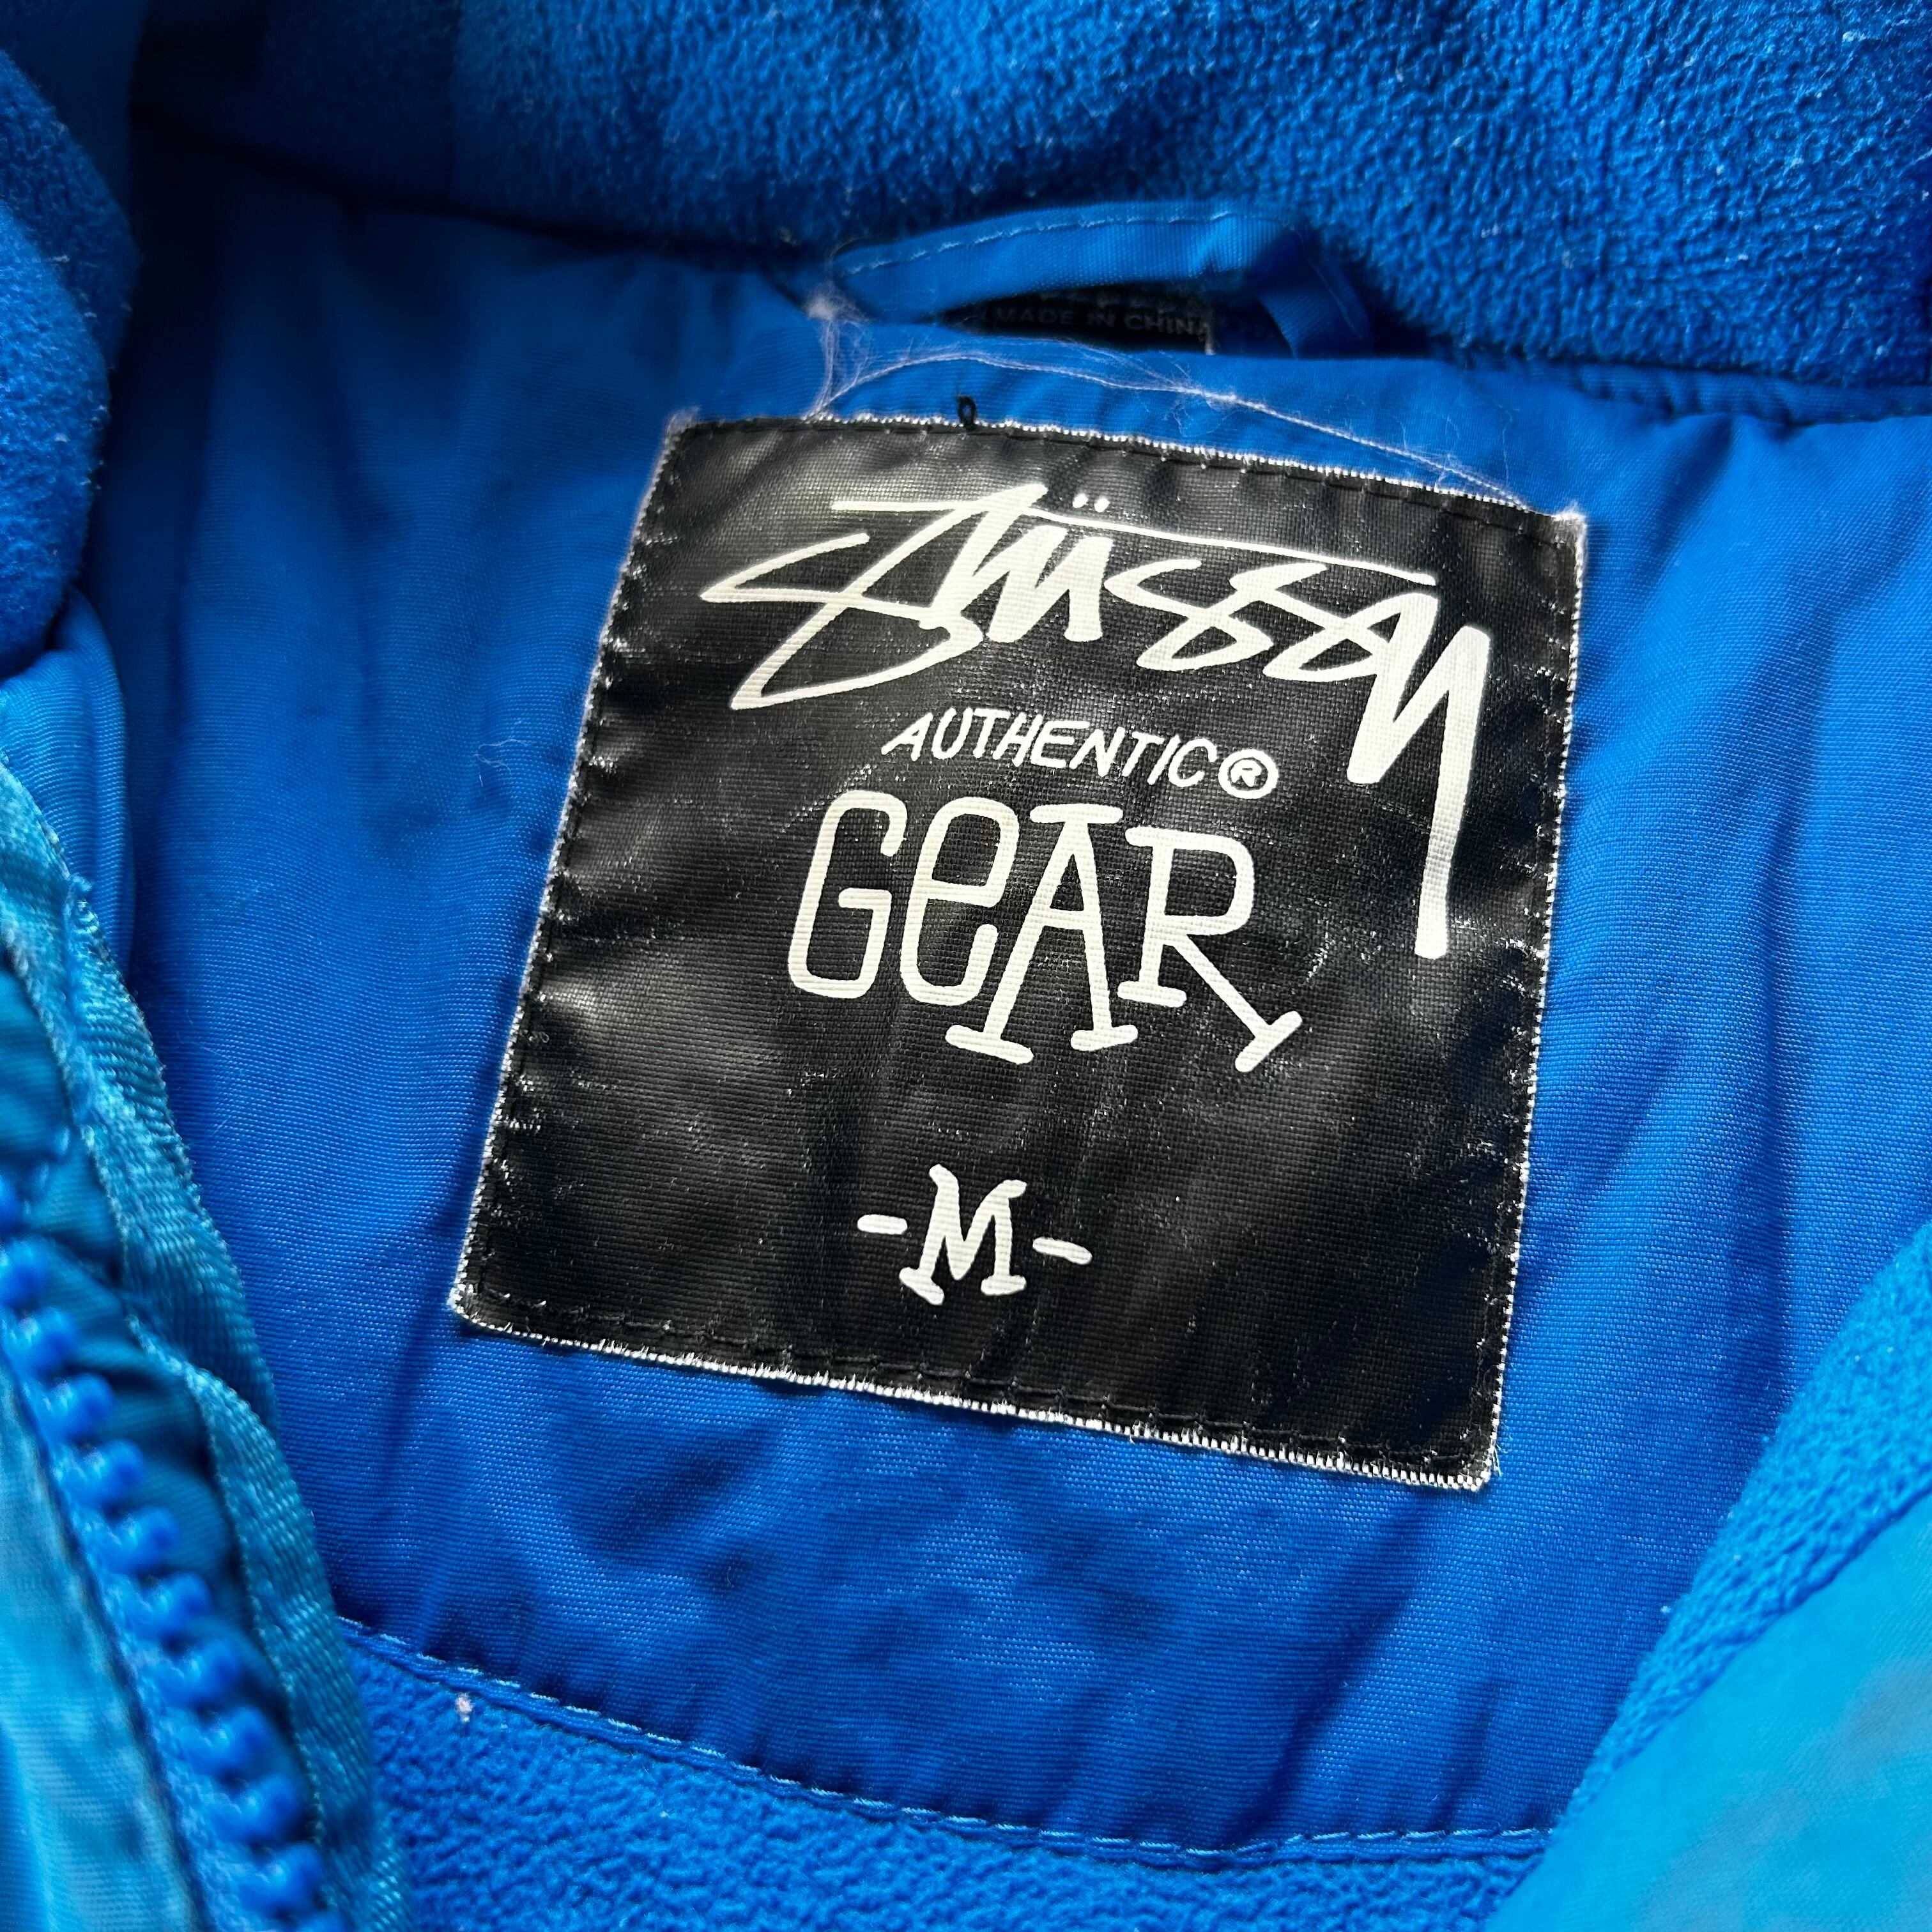 MADE IN CHINA
Stüssy
AUTHENTIC®
GeAR
-M-